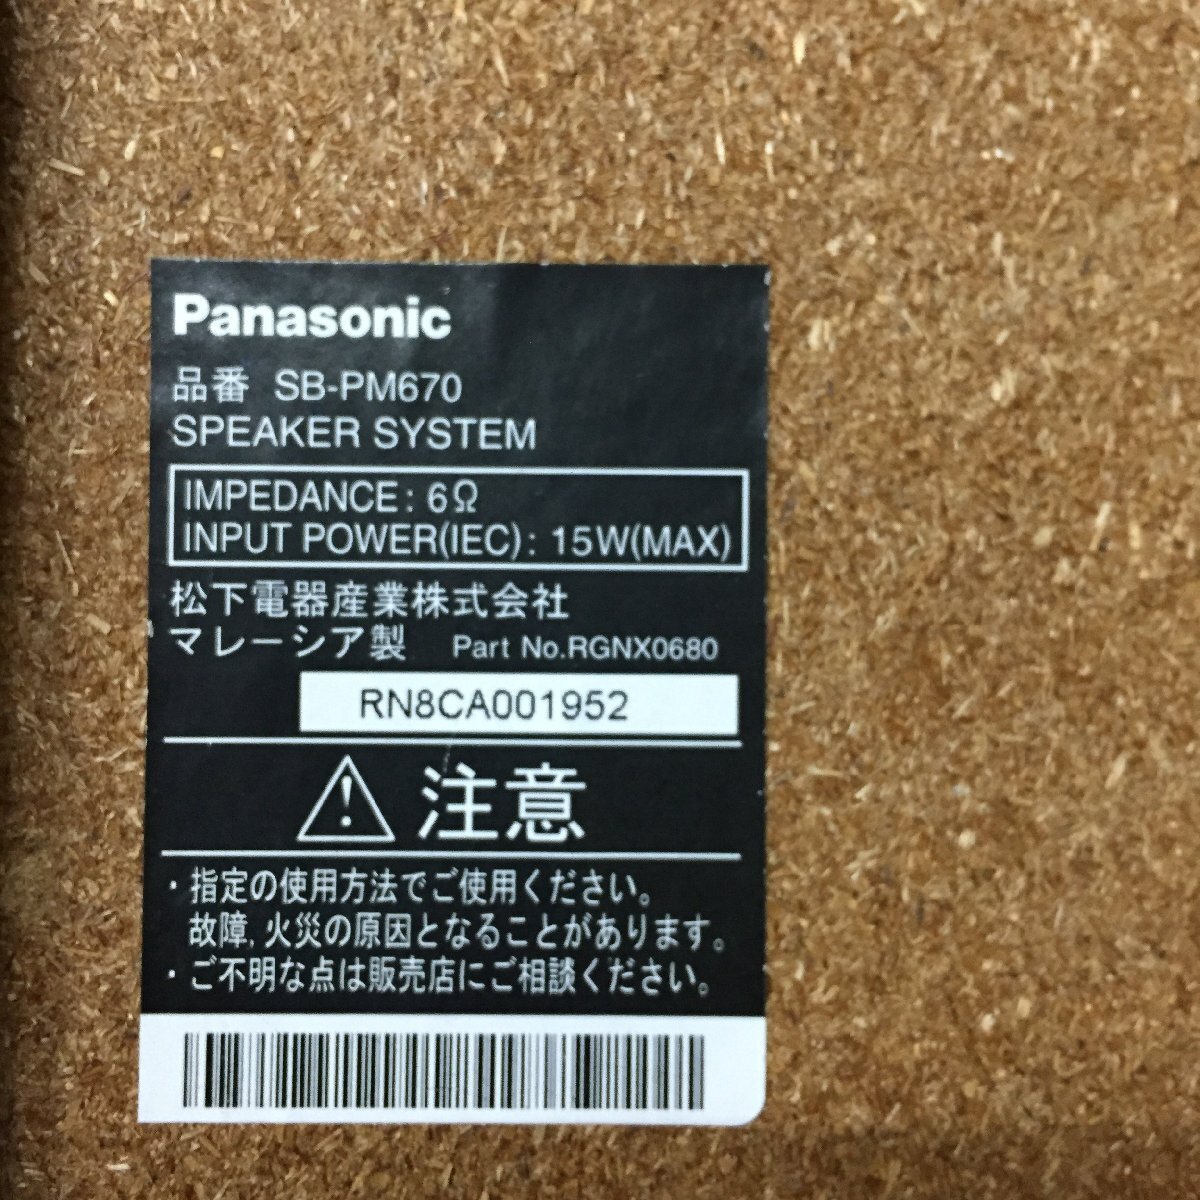 Panasonic
品番 SB-PM670
SPEAKER SYSTEM
IMPEDANCE: 6Ω
INPUT POWER(IEC): 15W(MAX)
松下電器産業株式会社
マレーシア製 Part No.RGNX0680
RN8CA001952
注意
・指定の使用方法でご使用ください。
故障,火災の原因となることがあります。
・ご不明な点は販売店にご相談ください。